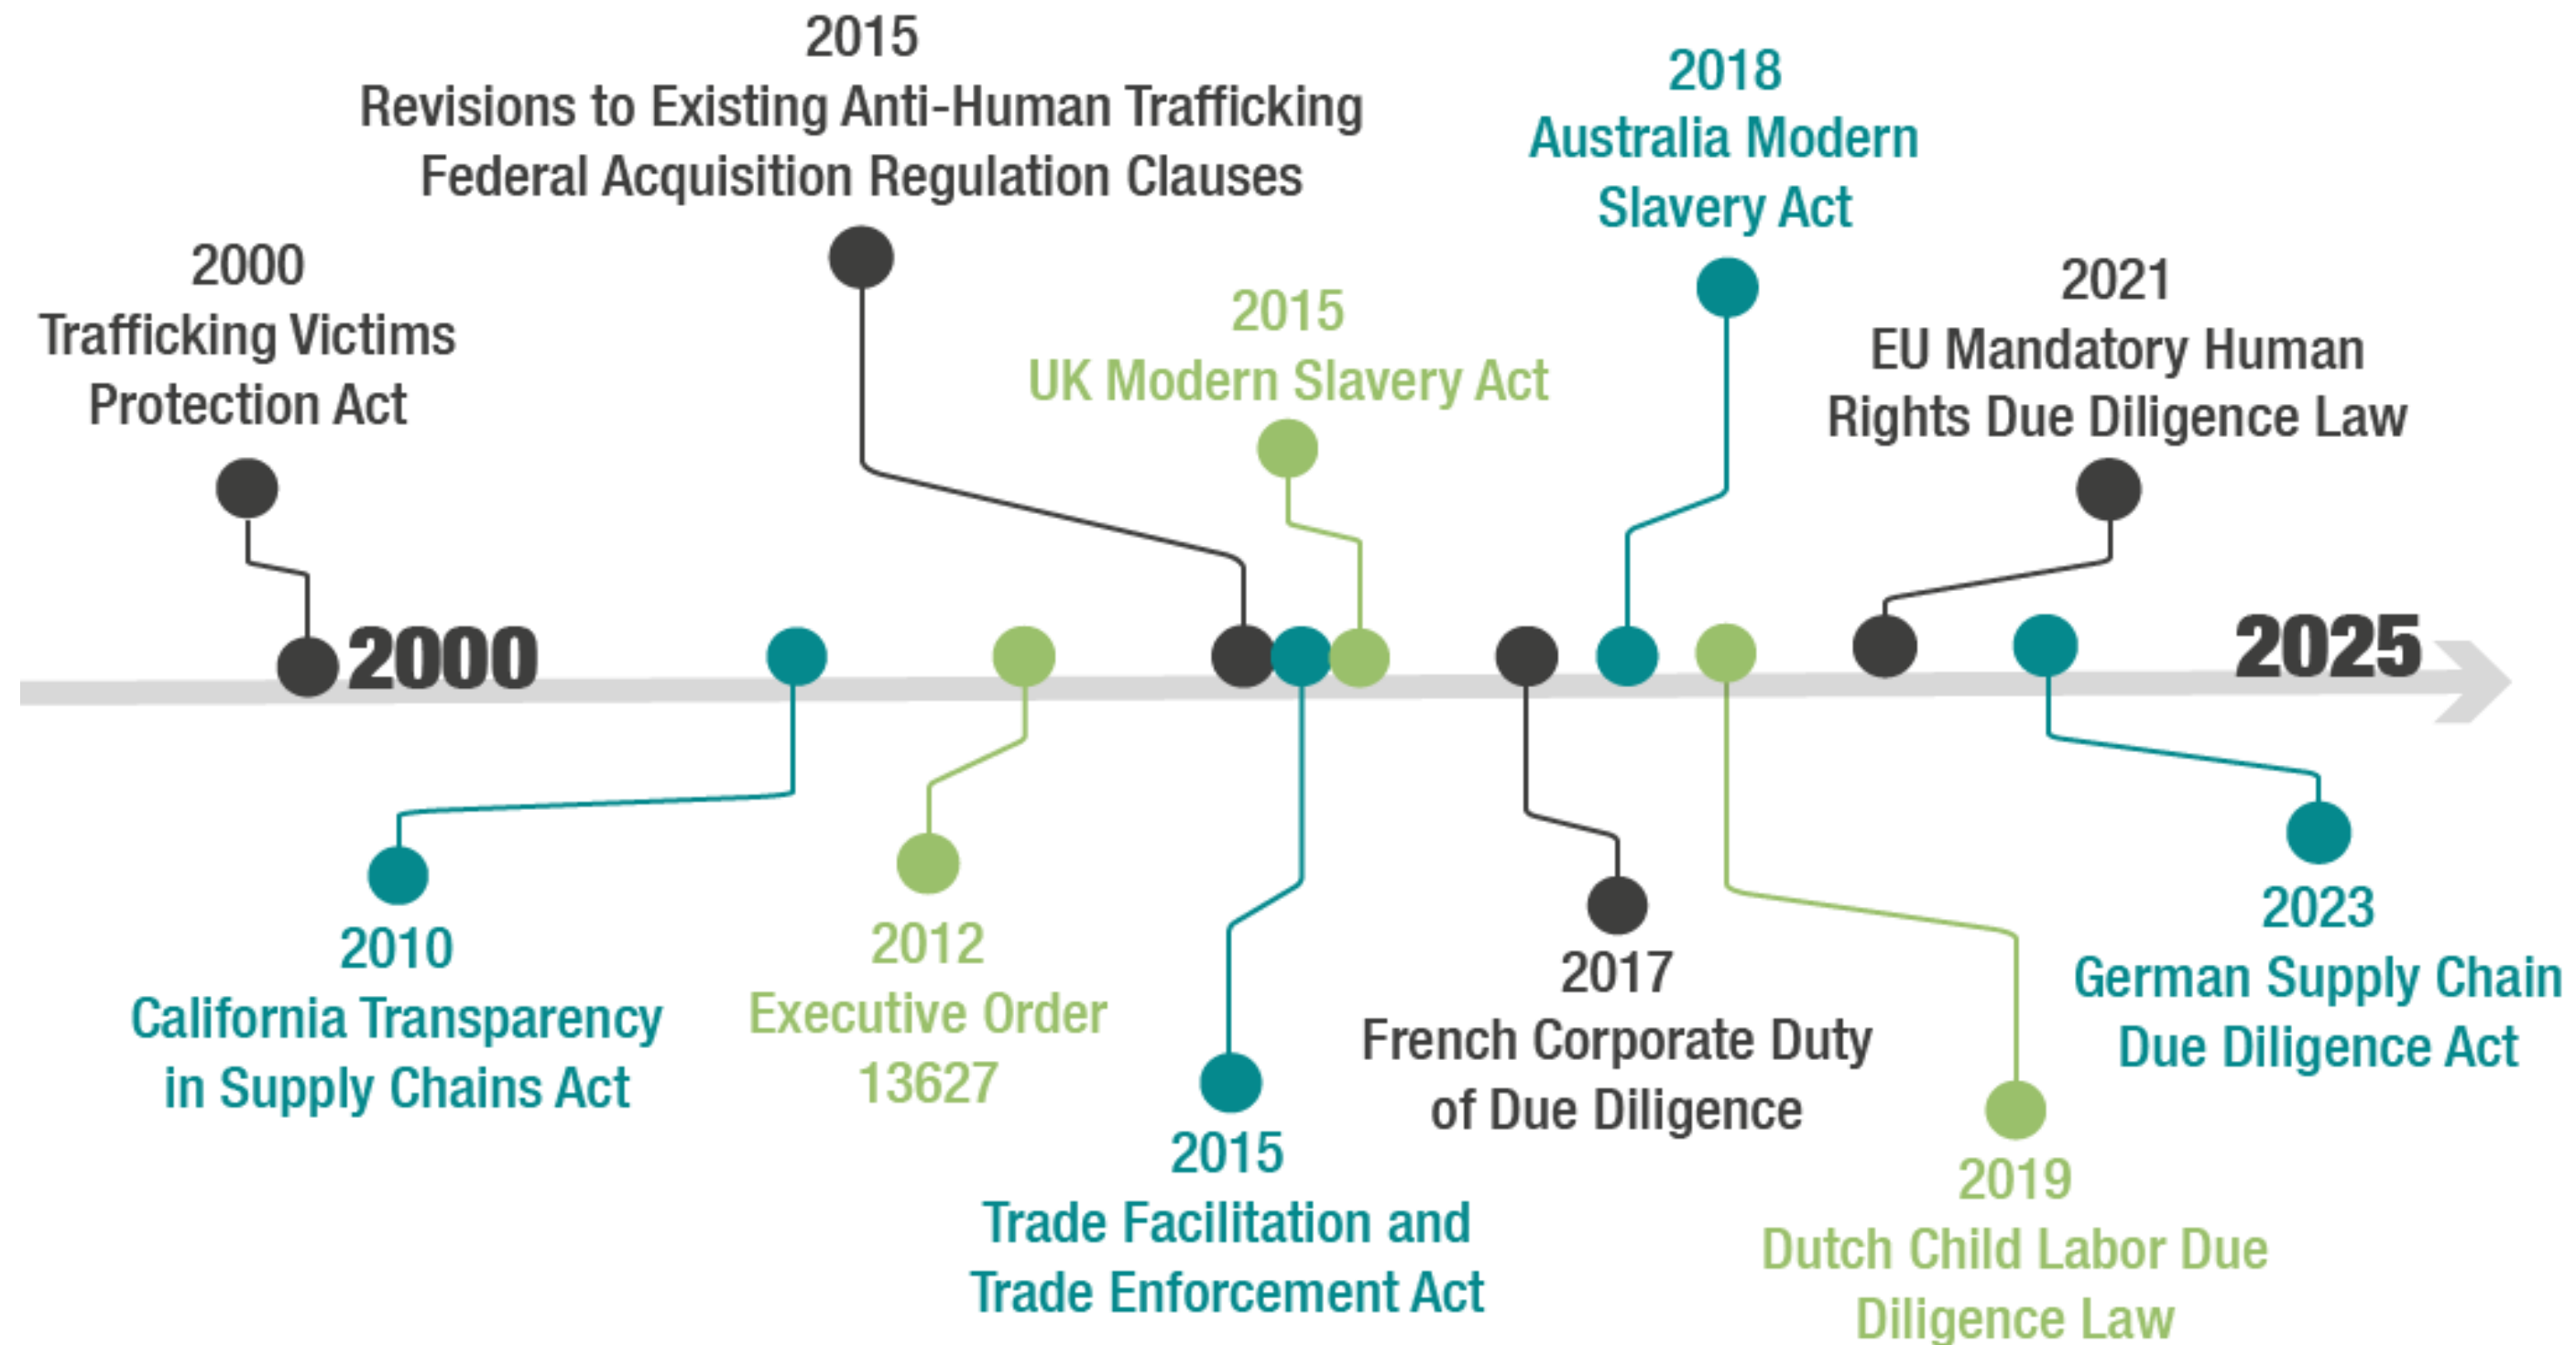 2015
Revisions to Existing Anti-Human Trafficking
Federal Acquisition Regulation Clauses
2018
Australia Modern
Slavery Act
2000
Trafficking Victims
Protection Act
2015
UK Modern Slavery Act
2021
EU Mandatory Human
Rights Due Diligence Law
2000
2025
2010
California Transparency
in Supply Chains Act
2012
Executive Order
13627
2015
Trade Facilitation and
Trade Enforcement Act
2017
French Corporate Duty
of Due Diligence
2023
German Supply Chain
Due Diligence Act
2019
Dutch Child Labor Due
Diligence Law